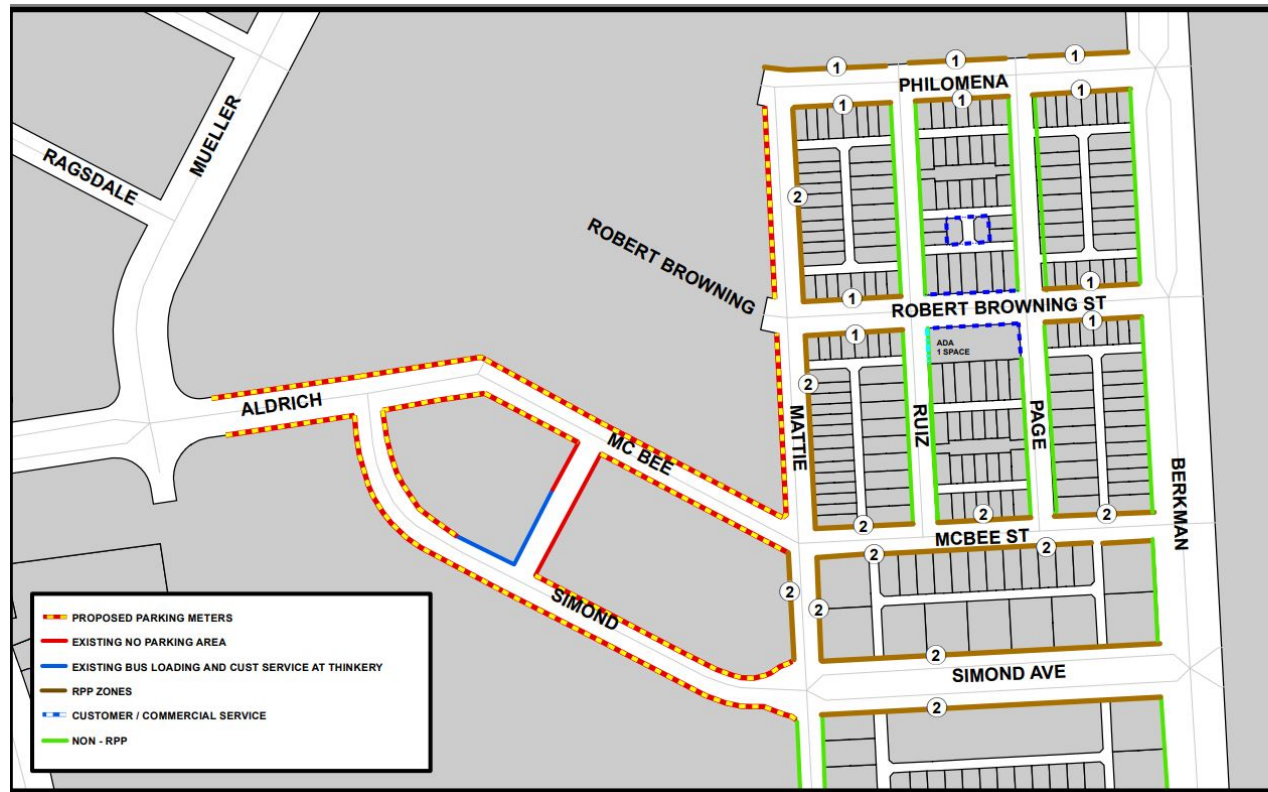 1
1
1
PHILOMENA
1
1
1
MUELLER
RAGSDALE
2
ROBERT BROWNING
1
1
ROBERT BROWNING ST
1
1
ADA
1 SPACE
ALDRICH
2
MATTIE
RUIZ
PAGE
MC BEE
BERKMAN
2
2
2
MCBEE ST
2
2
2
2
SIMOND
2
SIMOND AVE
2
PROPOSED PARKING METERS
EXISTING NO PARKING AREA
EXISTING BUS LOADING AND CUST SERVICE AT THINKERY
RPP ZONES
CUSTOMER / COMMERCIAL SERVICE
NON - RPP